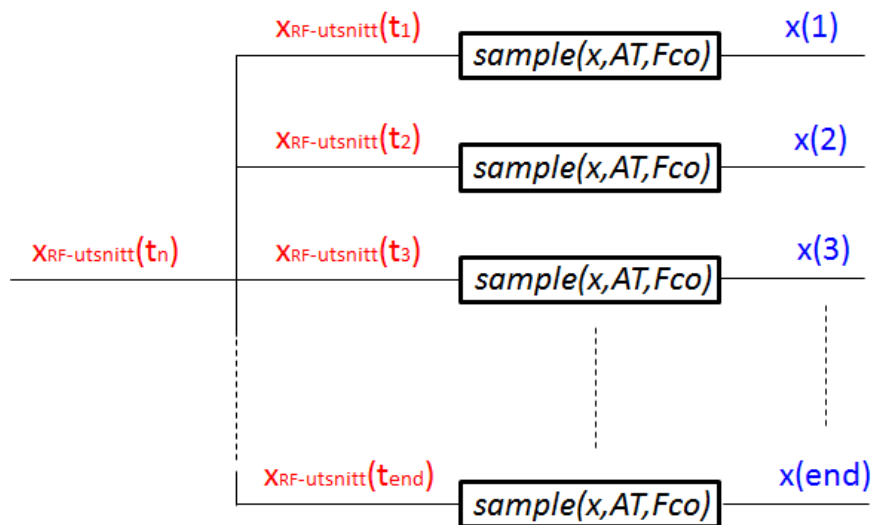 xRF-utsnitt(t1) sample(x,AT,Fco) x(1)
xRF-utsnitt(t2) sample(x,AT,Fco) x(2)
xRF-utsnitt(tn) xRF-utsnitt(t3) sample(x,AT,Fco) x(3)
xRF-utsnitt(tend) sample(x,AT,Fco) x(end)